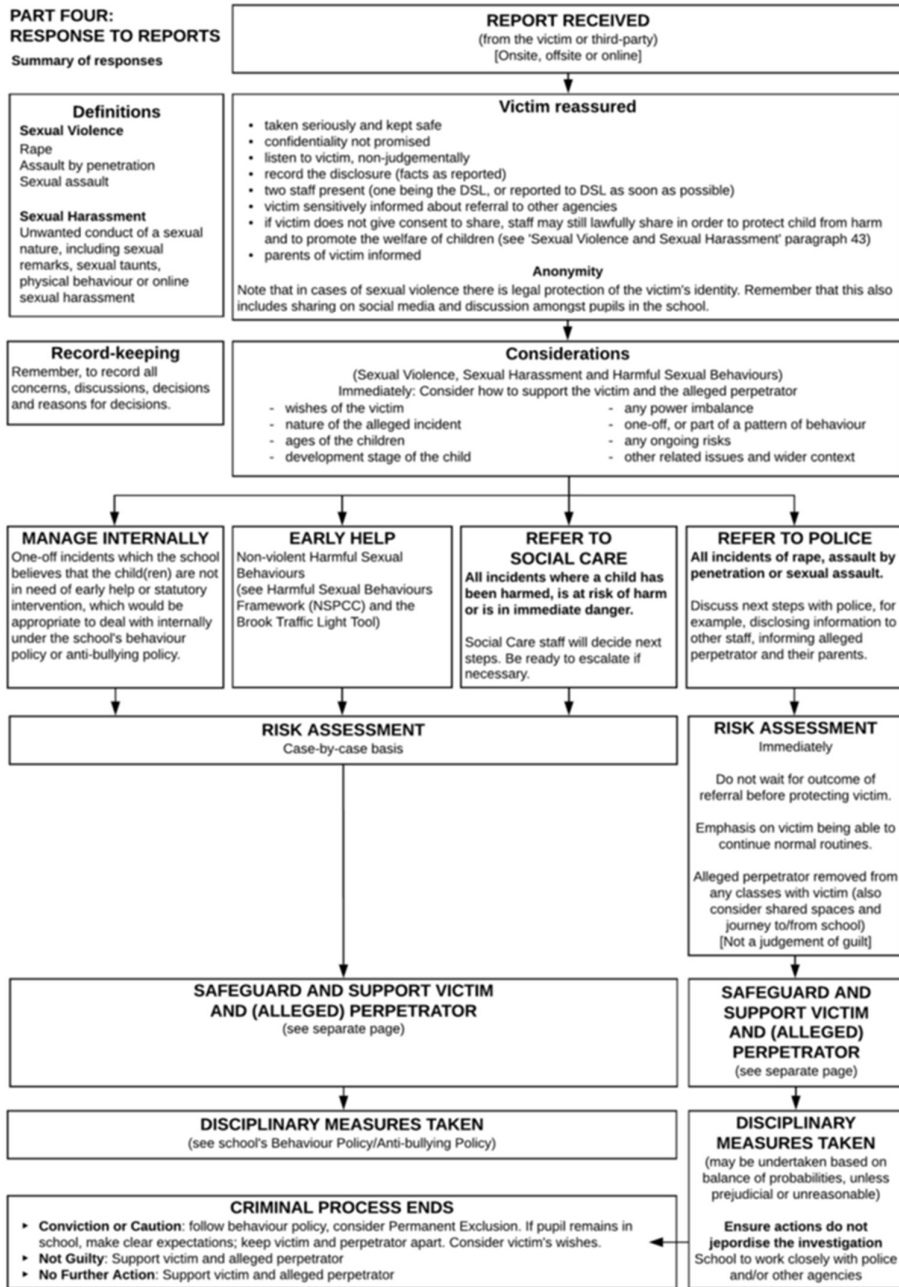 PART FOUR:
RESPONSE TO REPORTS
Summary of responses
REPORT RECEIVED
(from the victim or third-party)
[Onsite, offsite or online]
Definitions
Sexual Violence
Rape
Assault by penetration
Sexual assault
Sexual Harassment
Unwanted conduct of a sexual
nature, including sexual
remarks, sexual taunts,
physical behaviour or online
sexual harassment
Victim reassured
• taken seriously and kept safe
• confidentiality not promised
• listen to victim, non-judgementally
• record the disclosure (facts as reported)
• two staff present (one being the DSL, or reported to DSL as soon as possible)
• victim sensitively informed about referral to other agencies
• if victim does not give consent to share, staff may still lawfully share in order to protect child from harm
and to promote the welfare of children (see 'Sexual Violence and Sexual Harassment' paragraph 43)
• parents of victim informed
Anonymity
Note that in cases of sexual violence there is legal protection of the victim's identity. Remember that this also
includes sharing on social media and discussion amongst pupils in the school.
Record-keeping
Remember, to record all
concerns, discussions, decisions
and reasons for decisions.
Considerations
(Sexual Violence, Sexual Harassment and Harmful Sexual Behaviours)
Immediately: Consider how to support the victim and the alleged perpetrator
- wishes of the victim
- nature of the alleged incident
- ages of the children
- development stage of the child
- any power imbalance
- one-off, or part of a pattern of behaviour
- any ongoing risks
- other related issues and wider context
MANAGE INTERNALLY
One-off incidents which the school
believes that the child(ren) are not
in need of early help or statutory
intervention, which would be
appropriate to deal with internally
under the school's behaviour
policy or anti-bullying policy.
EARLY HELP
Non-violent Harmful Sexual
Behaviours
(see Harmful Sexual Behaviours
Framework (NSPCC) and the
Brook Traffic Light Tool)
REFER TO
SOCIAL CARE
All incidents where a child has
been harmed, is at risk of harm
or is in immediate danger.
Social Care staff will decide next
steps. Be ready to escalate if
necessary.
REFER TO POLICE
All incidents of rape, assault by
penetration or sexual assault.
Discuss next steps with police, for
example, disclosing information to
other staff, informing alleged
perpetrator and their parents.
RISK ASSESSMENT
Case-by-case basis
RISK ASSESSMENT
Immediately
Do not wait for outcome of
referral before protecting victim.
Emphasis on victim being able to
continue normal routines.
Alleged perpetrator removed from
any classes with victim (also
consider shared spaces and
journey to/from school)
[Not a judgement of guilt]
SAFEGUARD AND SUPPORT VICTIM
AND (ALLEGED) PERPETRATOR
(see separate page)
SAFEGUARD AND
SUPPORT VICTIM
AND (ALLEGED)
PERPETRATOR
(see separate page)
DISCIPLINARY MEASURES TAKEN
(see school's Behaviour Policy/Anti-bullying Policy)
DISCIPLINARY
MEASURES TAKEN
(may be undertaken based on
balance of probabilities, unless
prejudicial or unreasonable)
Ensure actions do not
jepordise the investigation
School to work closely with police
and/or other agencies
CRIMINAL PROCESS ENDS
▸ Conviction or Caution: follow behaviour policy, consider Permanent Exclusion. If pupil remains in
school, make clear expectations; keep victim and perpetrator apart. Consider victim's wishes.
▸ Not Guilty: Support victim and alleged perpetrator
▸ No Further Action: Support victim and alleged perpetrator